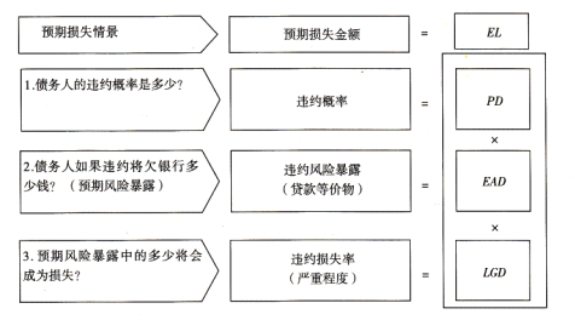 预期损失情景 预期损失金额 = EL
1.债务人的违约概率是多少? 违约概率 = PD
×
2.债务人如果违约将欠银行多
少钱？（预期风险暴露）
违约风险暴露
（贷款等价物）
= EAD
×
3. 预期风险暴露中的多少将会
成为损失?
违约损失率
（严重程度）
= LGD